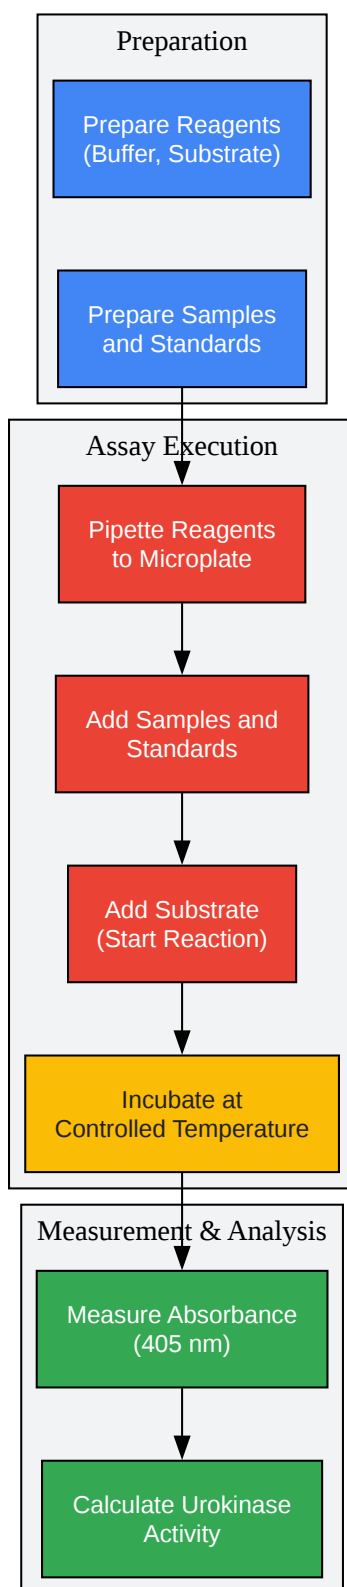 Preparation
Prepare Reagents
(Buffer, Substrate)
Prepare Samples
and Standards
Assay Execution
Pipette Reagents
to Microplate
Add Samples and
Standards
Add Substrate
(Start Reaction)
Incubate at
Controlled Temperature
Measurement & Analysis
Measure Absorbance
(405 nm)
Calculate Urokinase
Activity